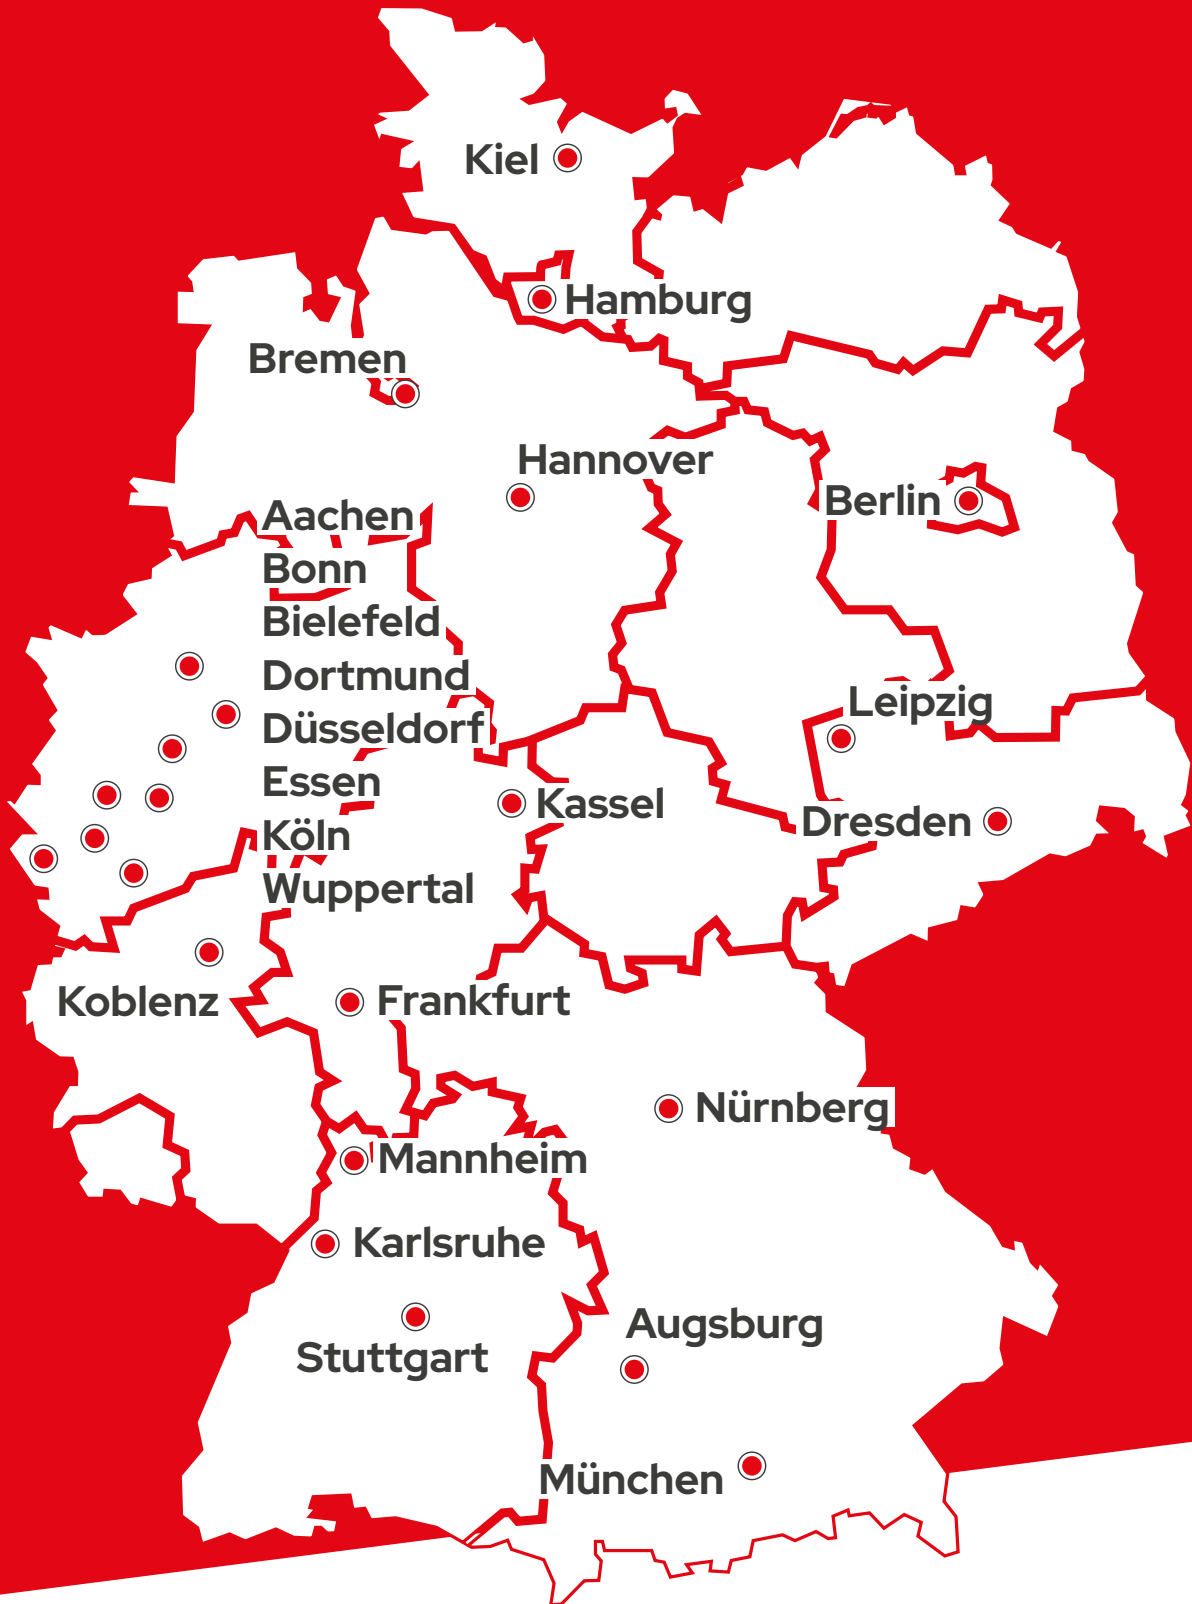 Kiel
Hamburg
Bremen
Hannover
Berlin
Aachen
Bonn
Bielefeld
Dortmund
Düsseldorf
Essen
Köln
Wuppertal
Leipzig
Kassel
Dresden
Koblenz
Frankfurt
Nürnberg
Mannheim
Karlsruhe
Augsburg
Stuttgart
München